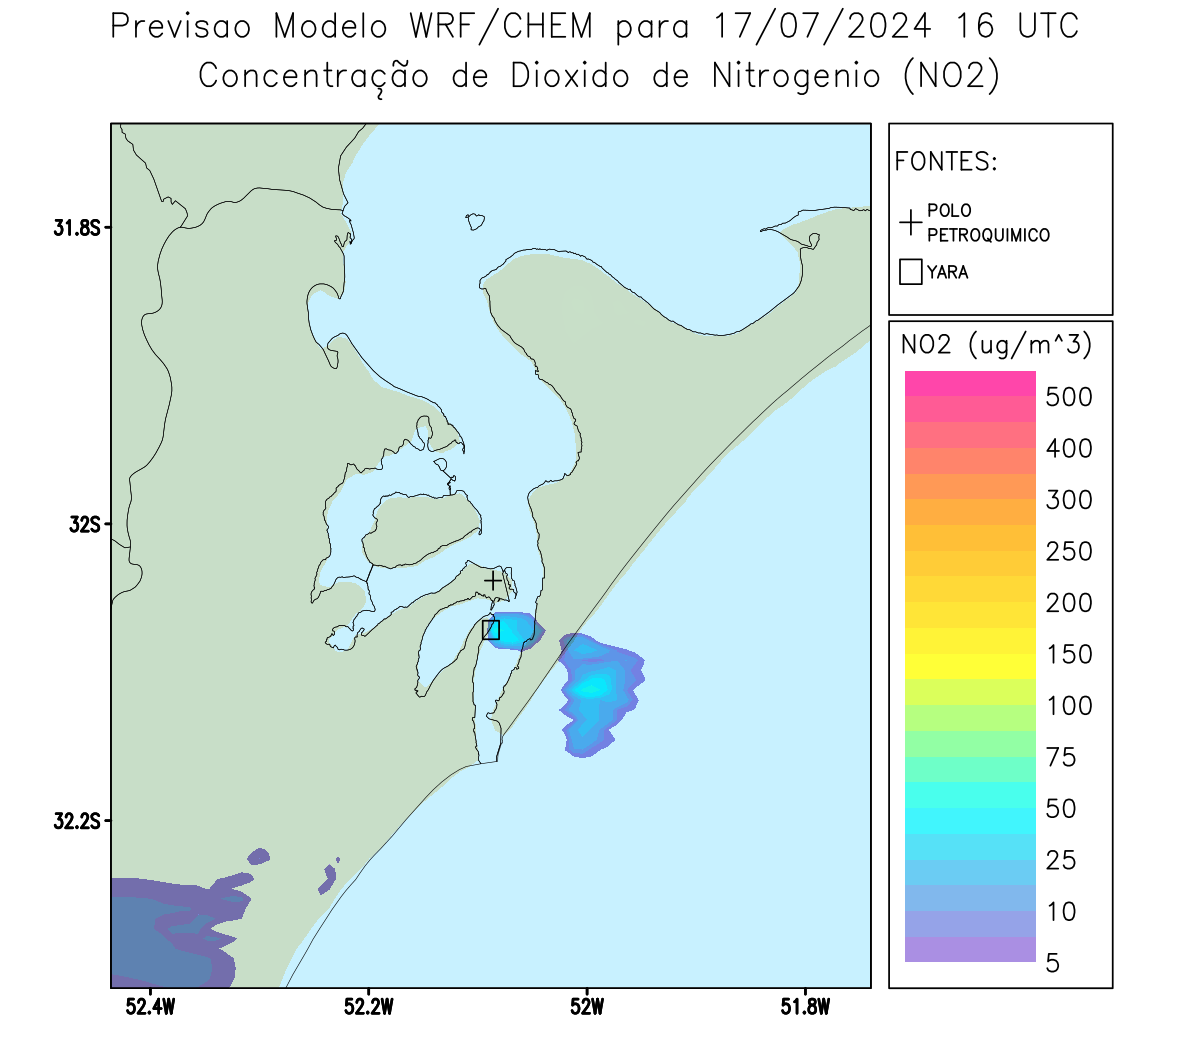 Previsao Modelo WRF/CHEM para 17/07/2024 16 UTC
Concentração de Dioxido de Nitrogenio (NO2)
FONTES:
POLO
PETROQUIMICO
YARA
NO2 (ug/m^3)
500
400
300
250
200
150
100
75
50
25
10
5
31.8S
32S
32.2S
52.4W
52.2W
52W
51.8W